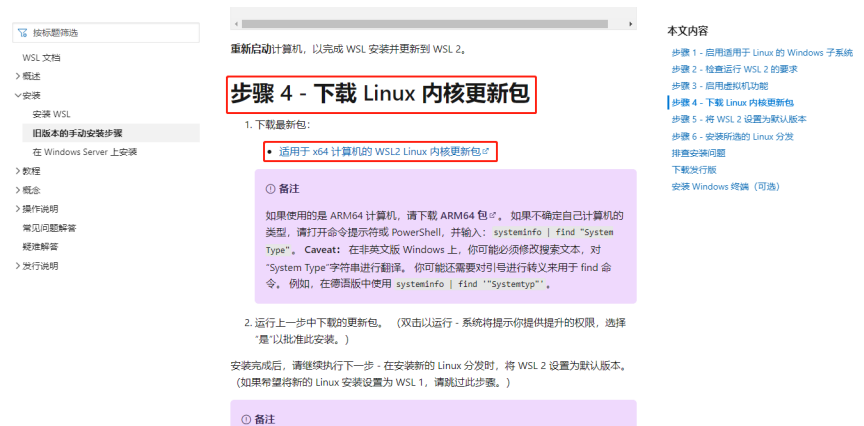 按标题筛选
WSL 文档
概述
安装
安装 WSL
旧版本的手动安装步骤
在 Windows Server 上安装
教程
概念
操作说明
常见问题解答
疑难解答
发行说明
重新启动计算机，以完成 WSL 安装并更新到 WSL 2。
步骤 4 - 下载 Linux 内核更新包
1. 下载最新包：
适用于 x64 计算机的 WSL2 Linux 内核更新包
备注
如果使用的是 ARM64 计算机，请下载 ARM64 包。 如果不确定自己计算机的
类型，请打开命令提示符或 PowerShell，并输入： systeminfo | find "System
Type"。 Caveat： 在非英文版 Windows 上，你可能必须修改搜索文本，对
"System Type"字符串进行翻译。 你可能还需要对引号进行转义来用于 find 命
令。 例如，在德语版中使用 systeminfo | find '"Systemtyp"'。
2. 运行上一步中下载的更新包。 （双击以运行 - 系统将提示你提供提升的权限，选择
"是"以批准此安装。）
安装完成后，请继续执行下一步 - 在安装新的 Linux 分发时，将 WSL 2 设置为默认版本。
（如果希望将新的 Linux 安装设置为 WSL 1，请跳过此步骤。）
备注
本文内容
步骤 1 - 启用适用于 Linux 的 Windows 子系统
步骤 2 - 检查运行 WSL 2 的要求
步骤 3 - 启用虚拟机功能
步骤 4 - 下载 Linux 内核更新包
步骤 5 - 将 WSL 2 设置为默认版本
步骤 6 - 安装所选的 Linux 分发
排查安装问题
下载发行版
安装 Windows 终端（可选）